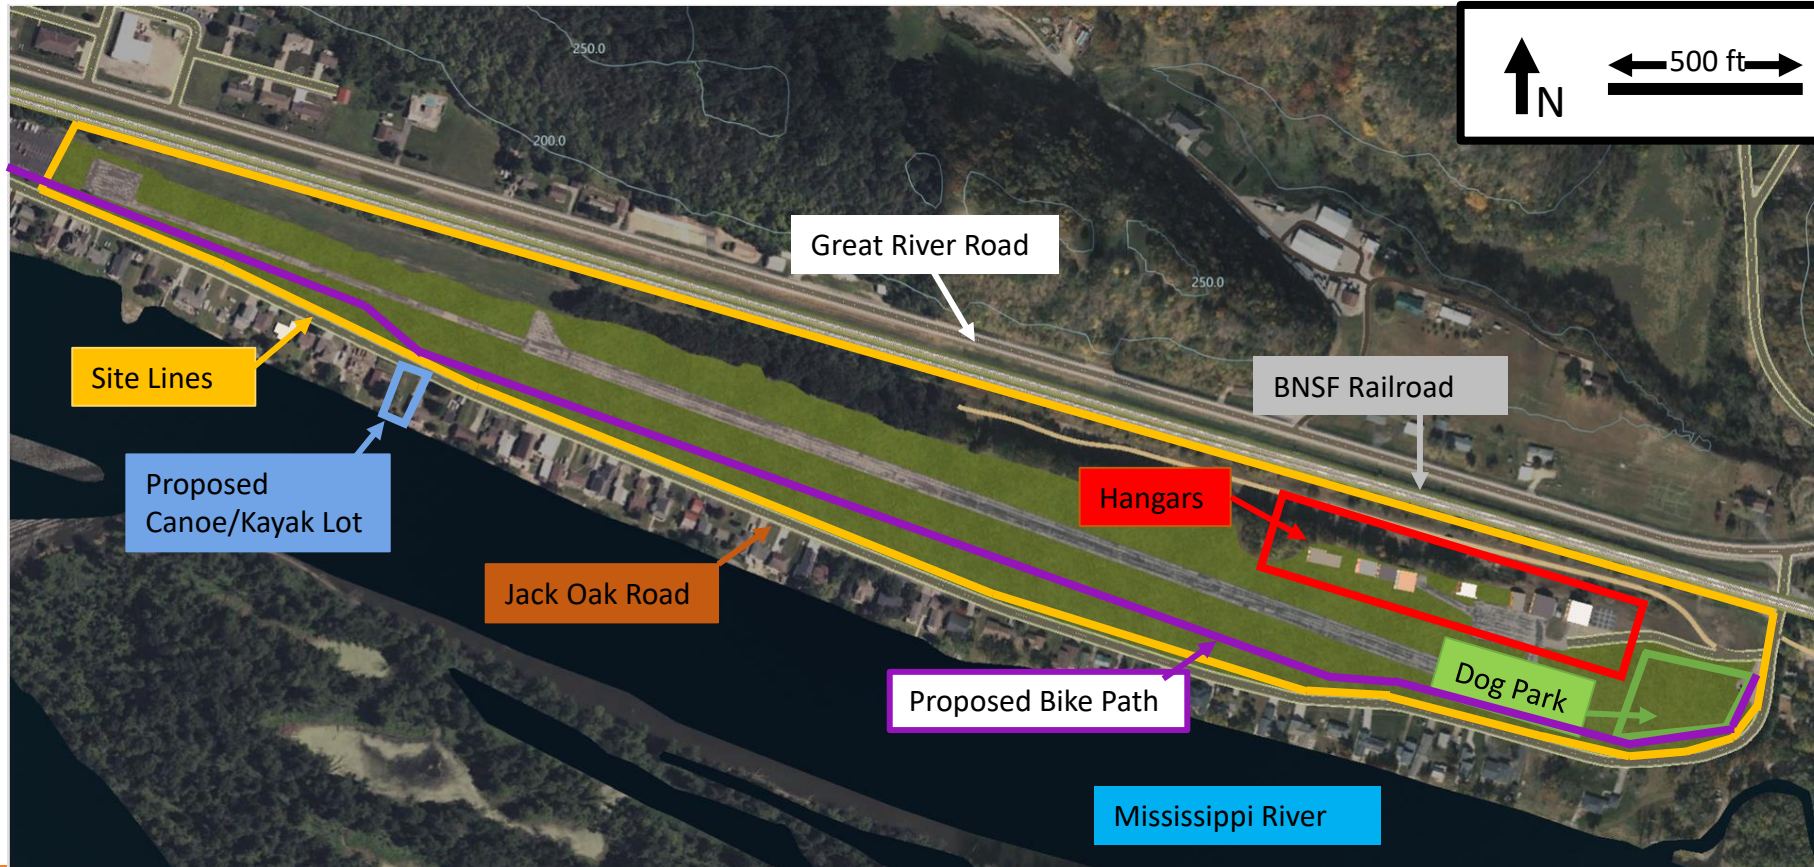 250.0
500 ft
N
200.0
Great River Road
250.0
Site Lines
BNSF Railroad
Proposed
Canoe/Kayak Lot
Hangars
Jack Oak Road
Dog Park
Proposed Bike Path
Mississippi River